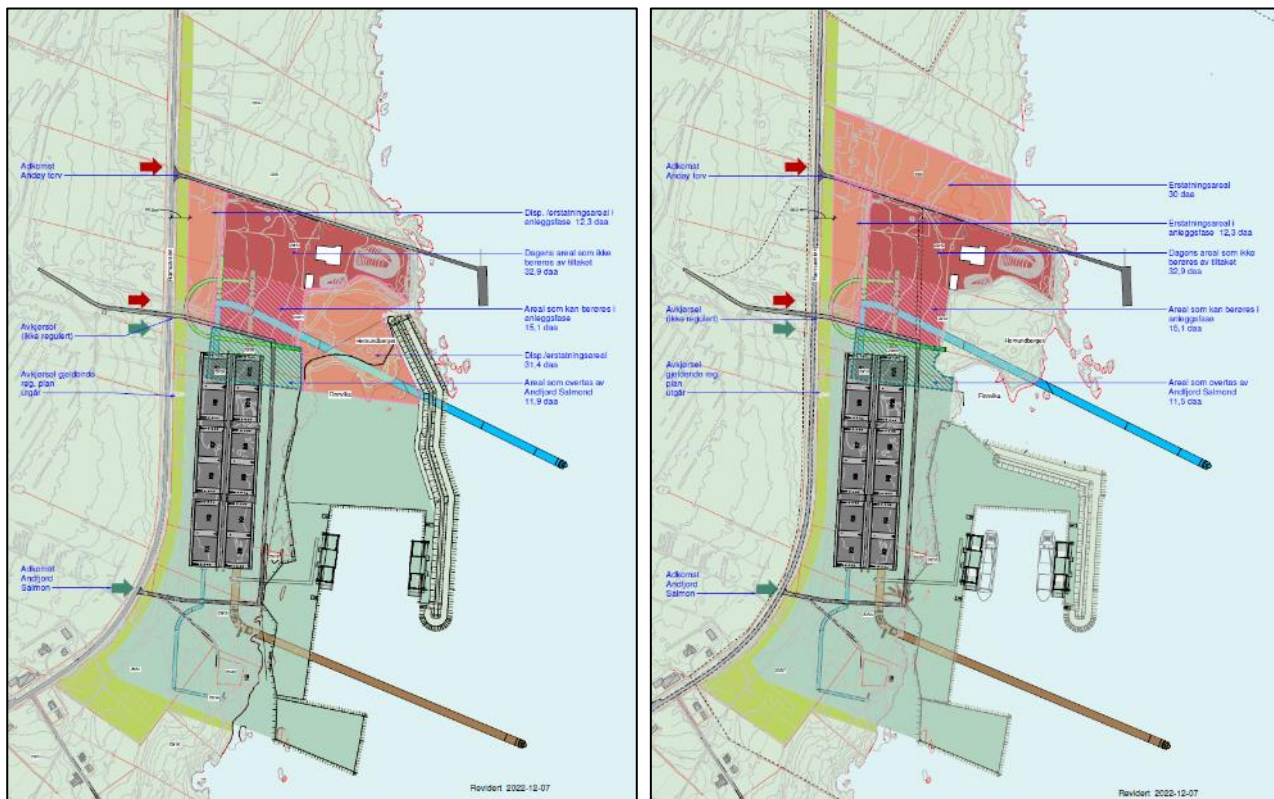 Adkomst
Andøy torv
Avkjørsel
(ikke regulert)
Avkjørsel gjeldende
reg. plan
utgår
Adkomst
Andfjord
Salmon
Disp./erstatningsareal i
anleggsfase 12,3 daa
Dagens areal som ikke
berøres av tiltaket
32,9 daa
Areal som kan berøres i
anleggsfase
15,1 daa
Disp./erstatningsareal
31,4 daa
Areal som overtas av
Andfjord Salmond
11,9 daa
Finnvika
Revidert 2022-12-07
Adkomst
Andøy torv
Avkjørsel
(ikke regulert)
Avkjørsel gjeldende
reg. plan
utgår
Adkomst
Andfjord
Salmon
Erstatningsareal
30 daa
Erstatningsareal i
anleggsfase 12,3 daa
Dagens areal som ikke
berøres av tiltaket
32,9 daa
Areal som kan berøres i
anleggsfase
15,1 daa
Areal som overtas av
Andfjord Salmond
11,5 daa
Finnvika
Revidert 2022-12-07